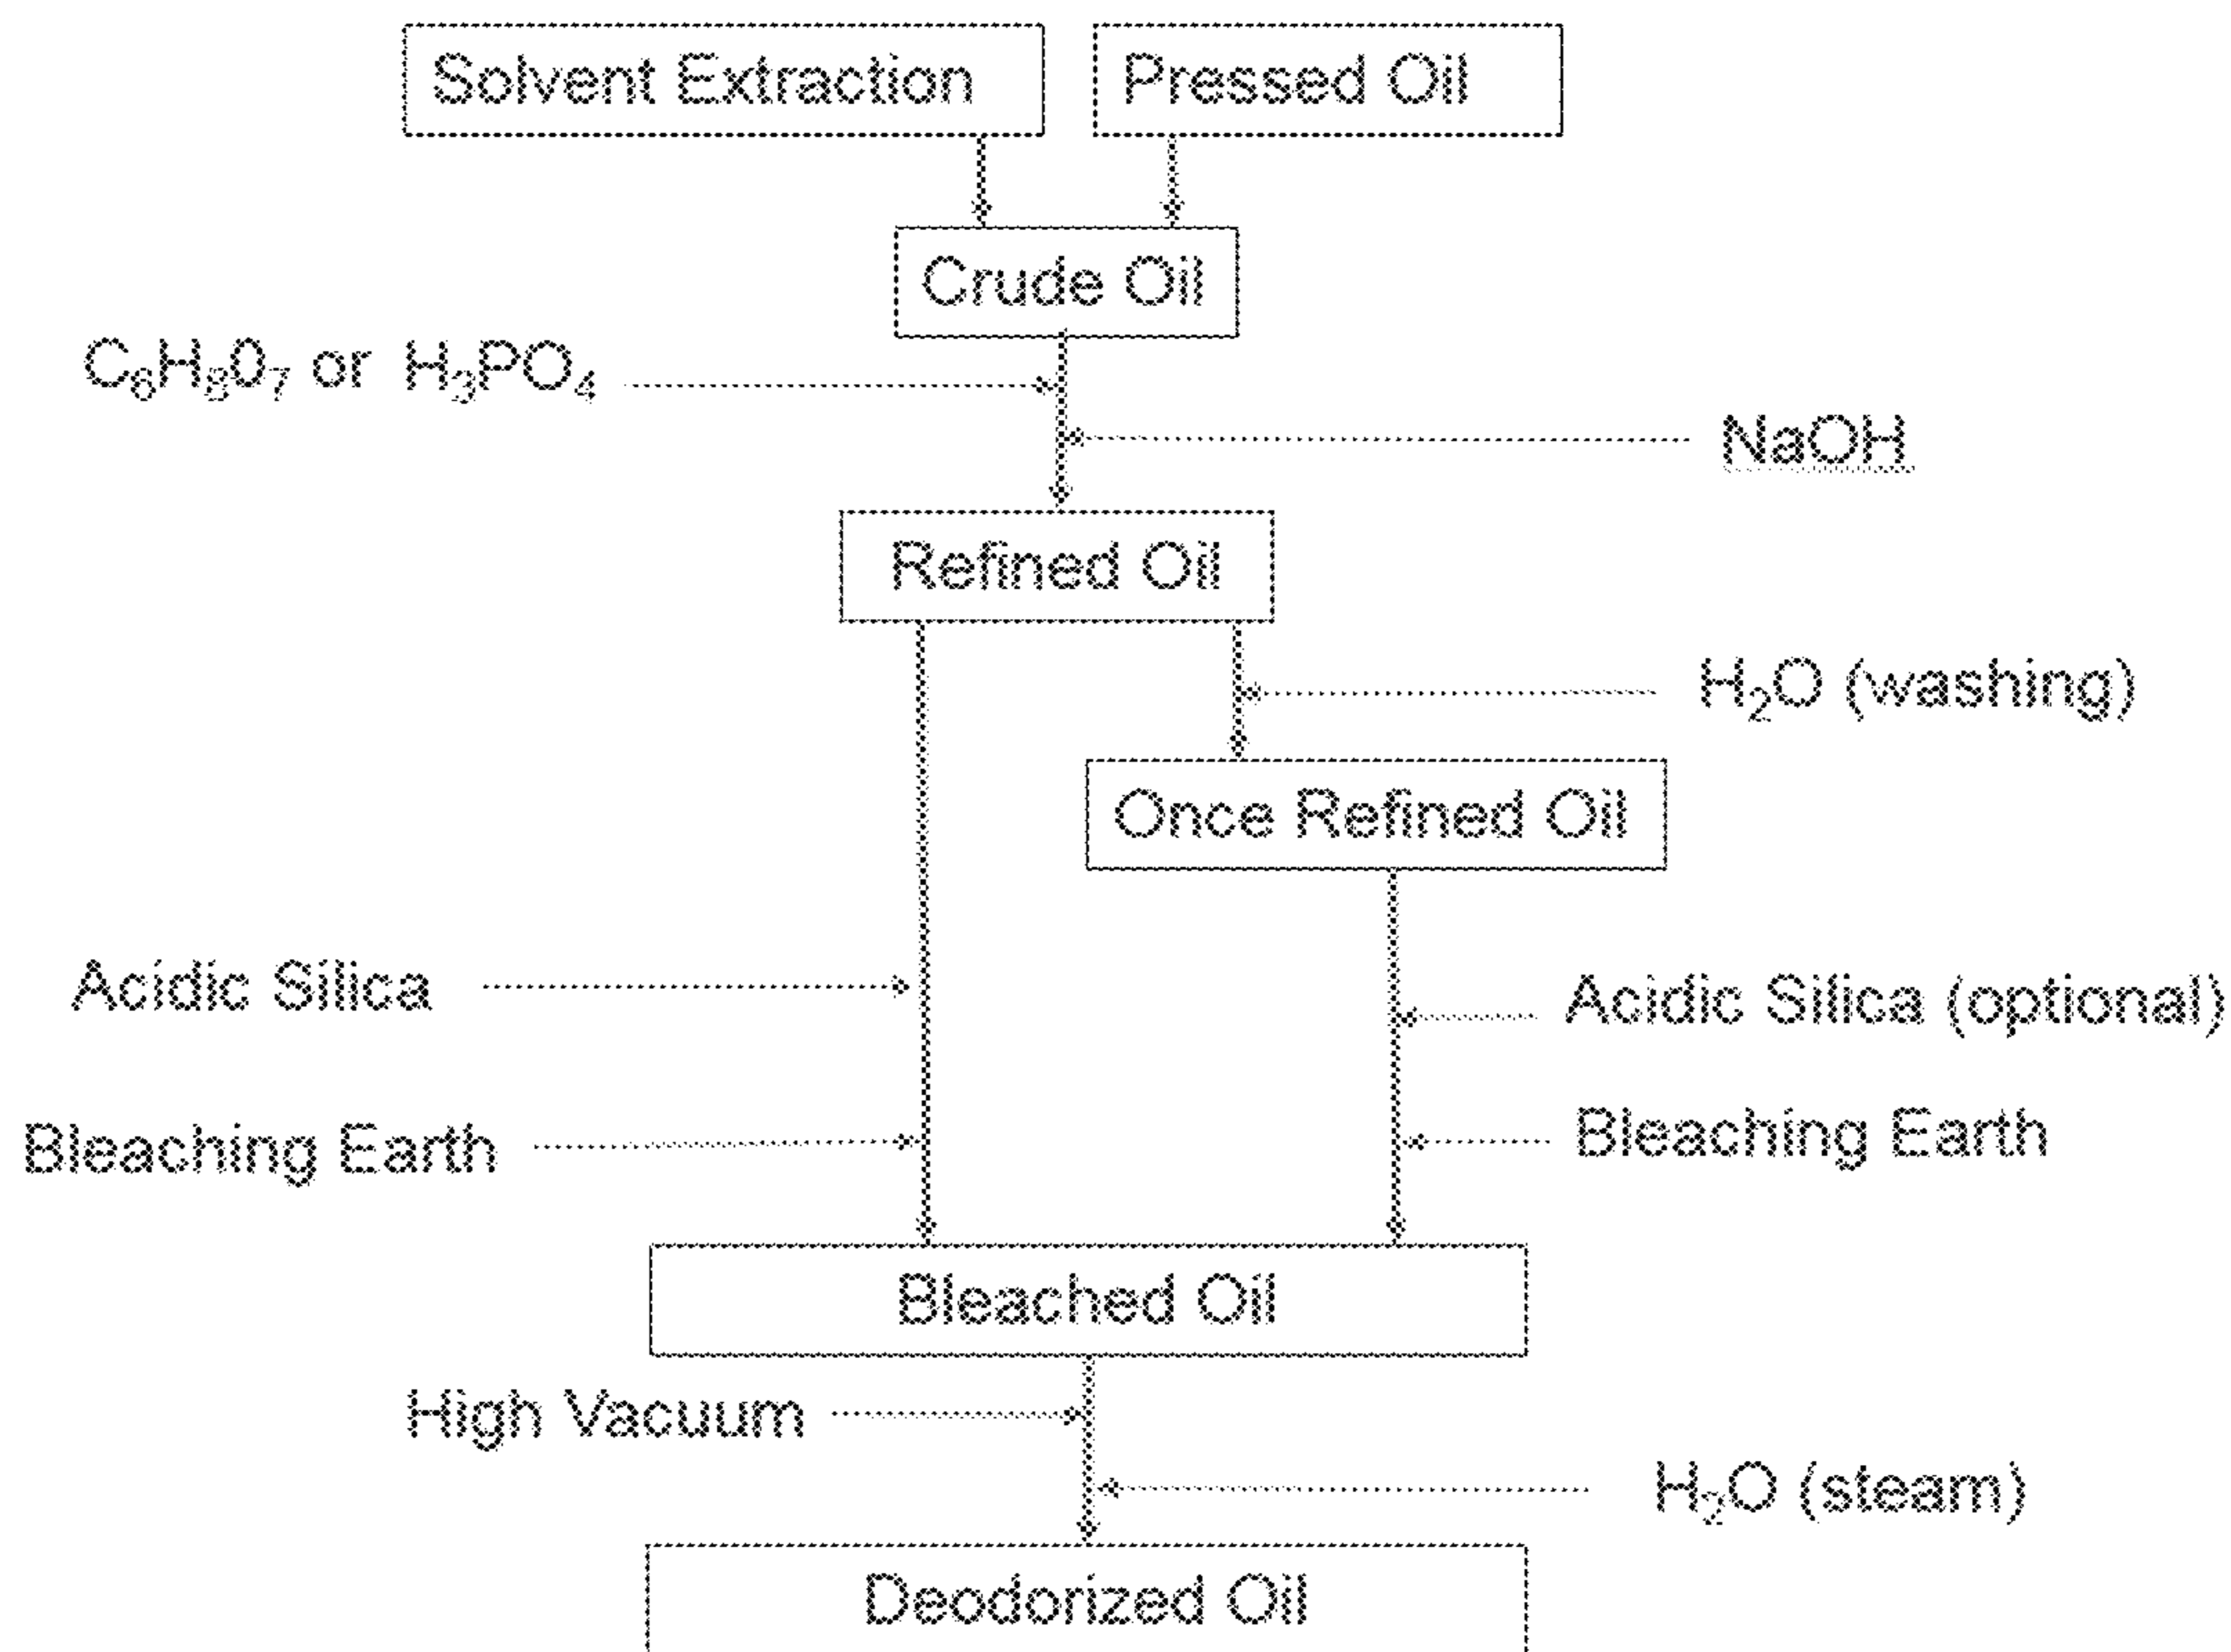 Solvent Extraction
Pressed Oil
Crude Oil
C₆H₈0₇ or H₃PO₄
NaOH
Refined Oil
H₂O (washing)
Once Refined Oil
Acidic Silica
Acidic Silica (optional)
Bleaching Earth
Bleaching Earth
Bleached Oil
High Vacuum
H₂O (steam)
Deodorized Oil